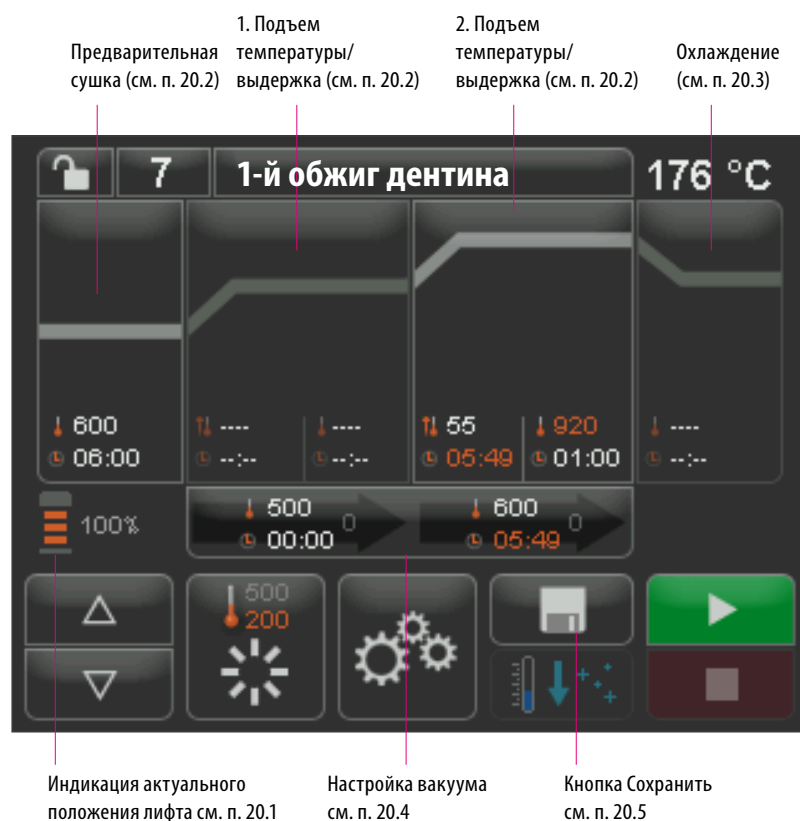 Предварительная
сушка (см. п. 20.2)
1. Подъем
температуры/
выдержка (см. п. 20.2)
2. Подъем
температуры/
выдержка (см. п. 20.2)
Охлаждение
(см. п. 20.3)
7 1-й обжиг дентина 176 °C
600 ---- ---- 55 920 ----
06:00 --:-- --:-- 05:49 01:00 --:--
100%
500 0 600 0
00:00 05:49
500
200
Индикация актуального
положения лифта см. п. 20.1
Настройка вакуума
см. п. 20.4
Кнопка Сохранить
см. п. 20.5